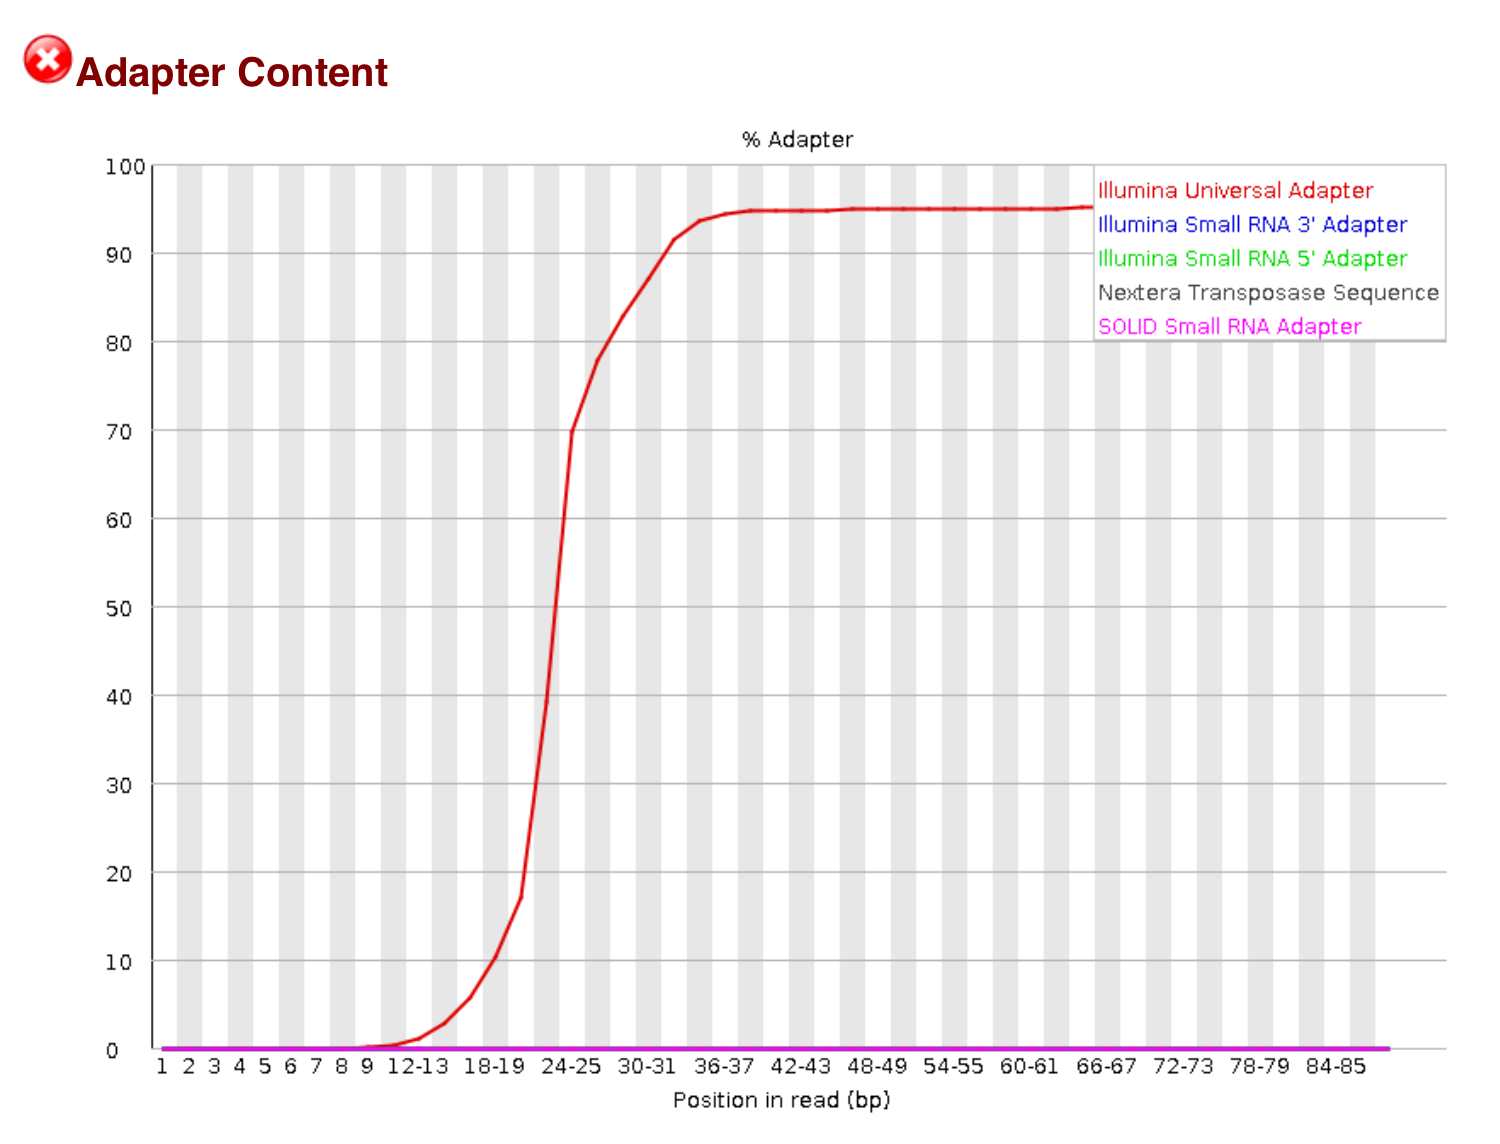 Adapter Content
% Adapter
100
90
80
70
60
50
40
30
20
10
0
Illumina Universal Adapter
Illumina Small RNA 3' Adapter
Illumina Small RNA 5' Adapter
Nextera Transposase Sequence
SOLID Small RNA Adapter
1 2 3 4 5 6 7 8 9 12-13 18-19 24-25 30-31 36-37 42-43 48-49 54-55 60-61 66-67 72-73 78-79 84-85
Position in read (bp)